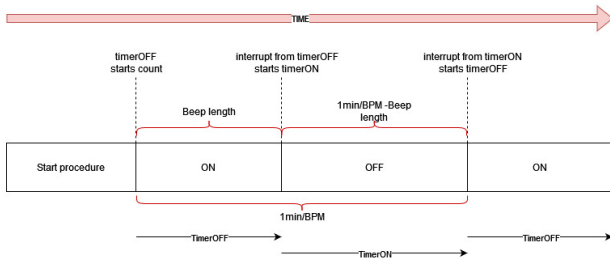 TIME
timerOFF
starts count
interrupt from timerOFF
starts timerON
interrupt from timerON
starts timerOFF
Beep length
1min/BPM -Beep
length
Start procedure
ON
OFF
ON
1min/BPM
TimerOFF
TimerON
TimerOFF